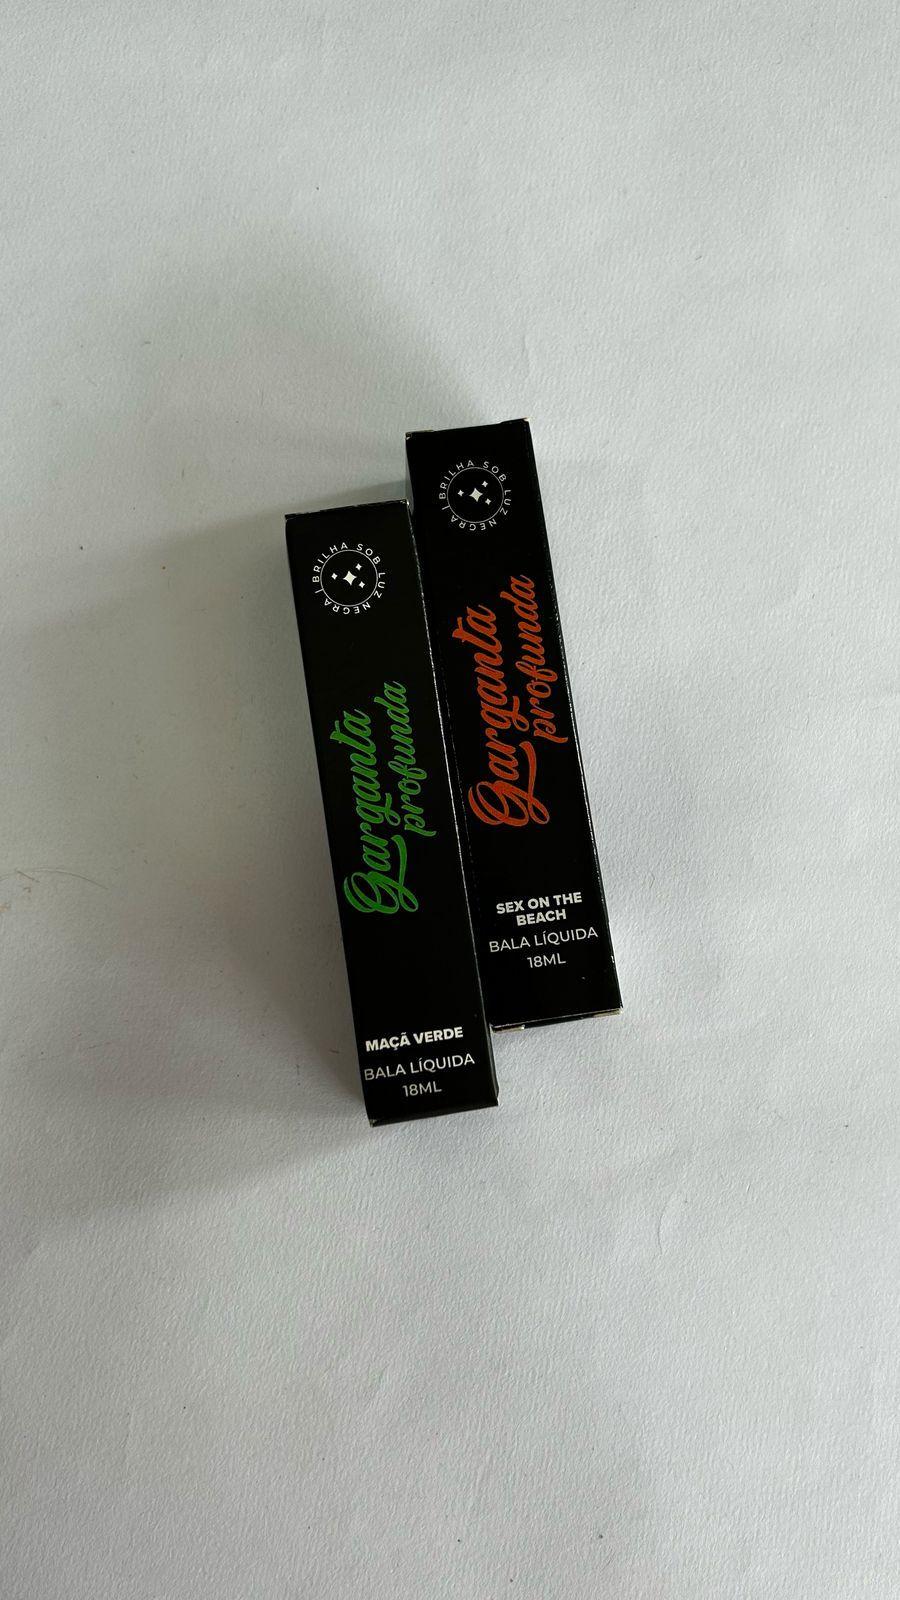 BRILHA SOB LUZ NEGRA |
Garganta
profunda
MAÇÃ VERDE
BALA LÍQUIDA
18ML
BRILHA SOB LUZ NEGRA |
Garganta
profunda
SEX ON THE
BEACH
BALA LÍQUIDA
18ML